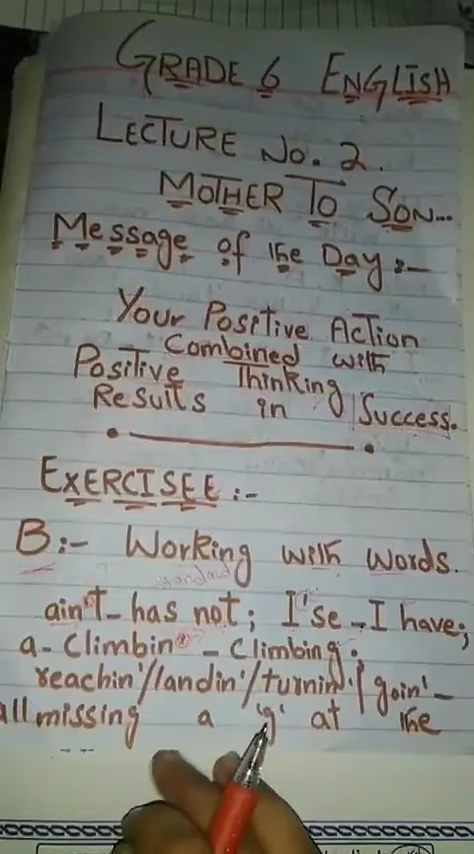 GRADE 6 ENGLISH
LECTURE No. 2.
MOTHER TO SON...
Message of the Day:-
Your Positive Action
Combined with
Positive Thinking
Results in Success.
EXERCISEE:-
B:- Working with words.
standard
ain't - has not; I'se - I have;
a-climbin' - climbing;
reachin'/landin'/turnin'/goin' -
all missing a 'g' at the